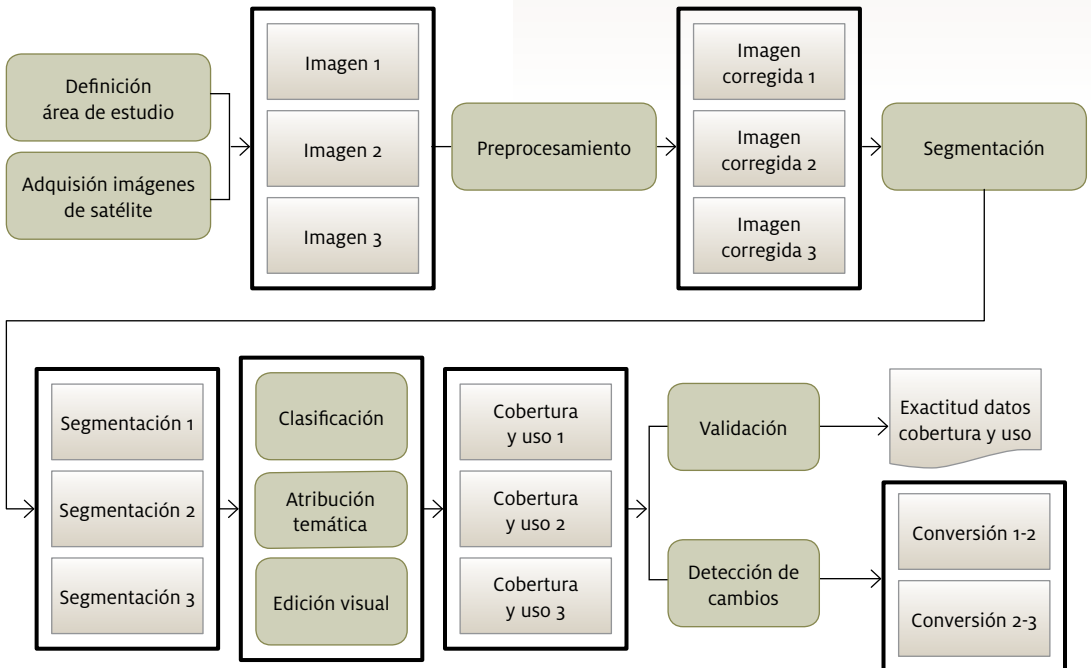 Definición
área de estudio
Adquisión imágenes
de satélite
Imagen 1
Imagen 2
Imagen 3
Preprocesamiento
Imagen
corregida 1
Imagen
corregida 2
Imagen
corregida 3
Segmentación
Segmentación 1
Segmentación 2
Segmentación 3
Clasificación
Atribución
temática
Edición visual
Cobertura
y uso 1
Cobertura
y uso 2
Cobertura
y uso 3
Validación
Exactitud datos
cobertura y uso
Detección de
cambios
Conversión 1-2
Conversión 2-3